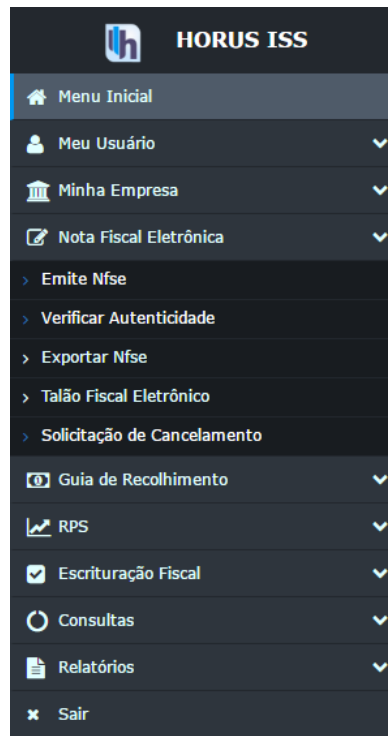 HORUS ISS
Menu Inicial
Meu Usuário
Minha Empresa
Nota Fiscal Eletrônica
Emite Nfse
Verificar Autenticidade
Exportar Nfse
Talão Fiscal Eletrônico
Solicitação de Cancelamento
Guia de Recolhimento
RPS
Escrituração Fiscal
Consultas
Relatórios
Sair